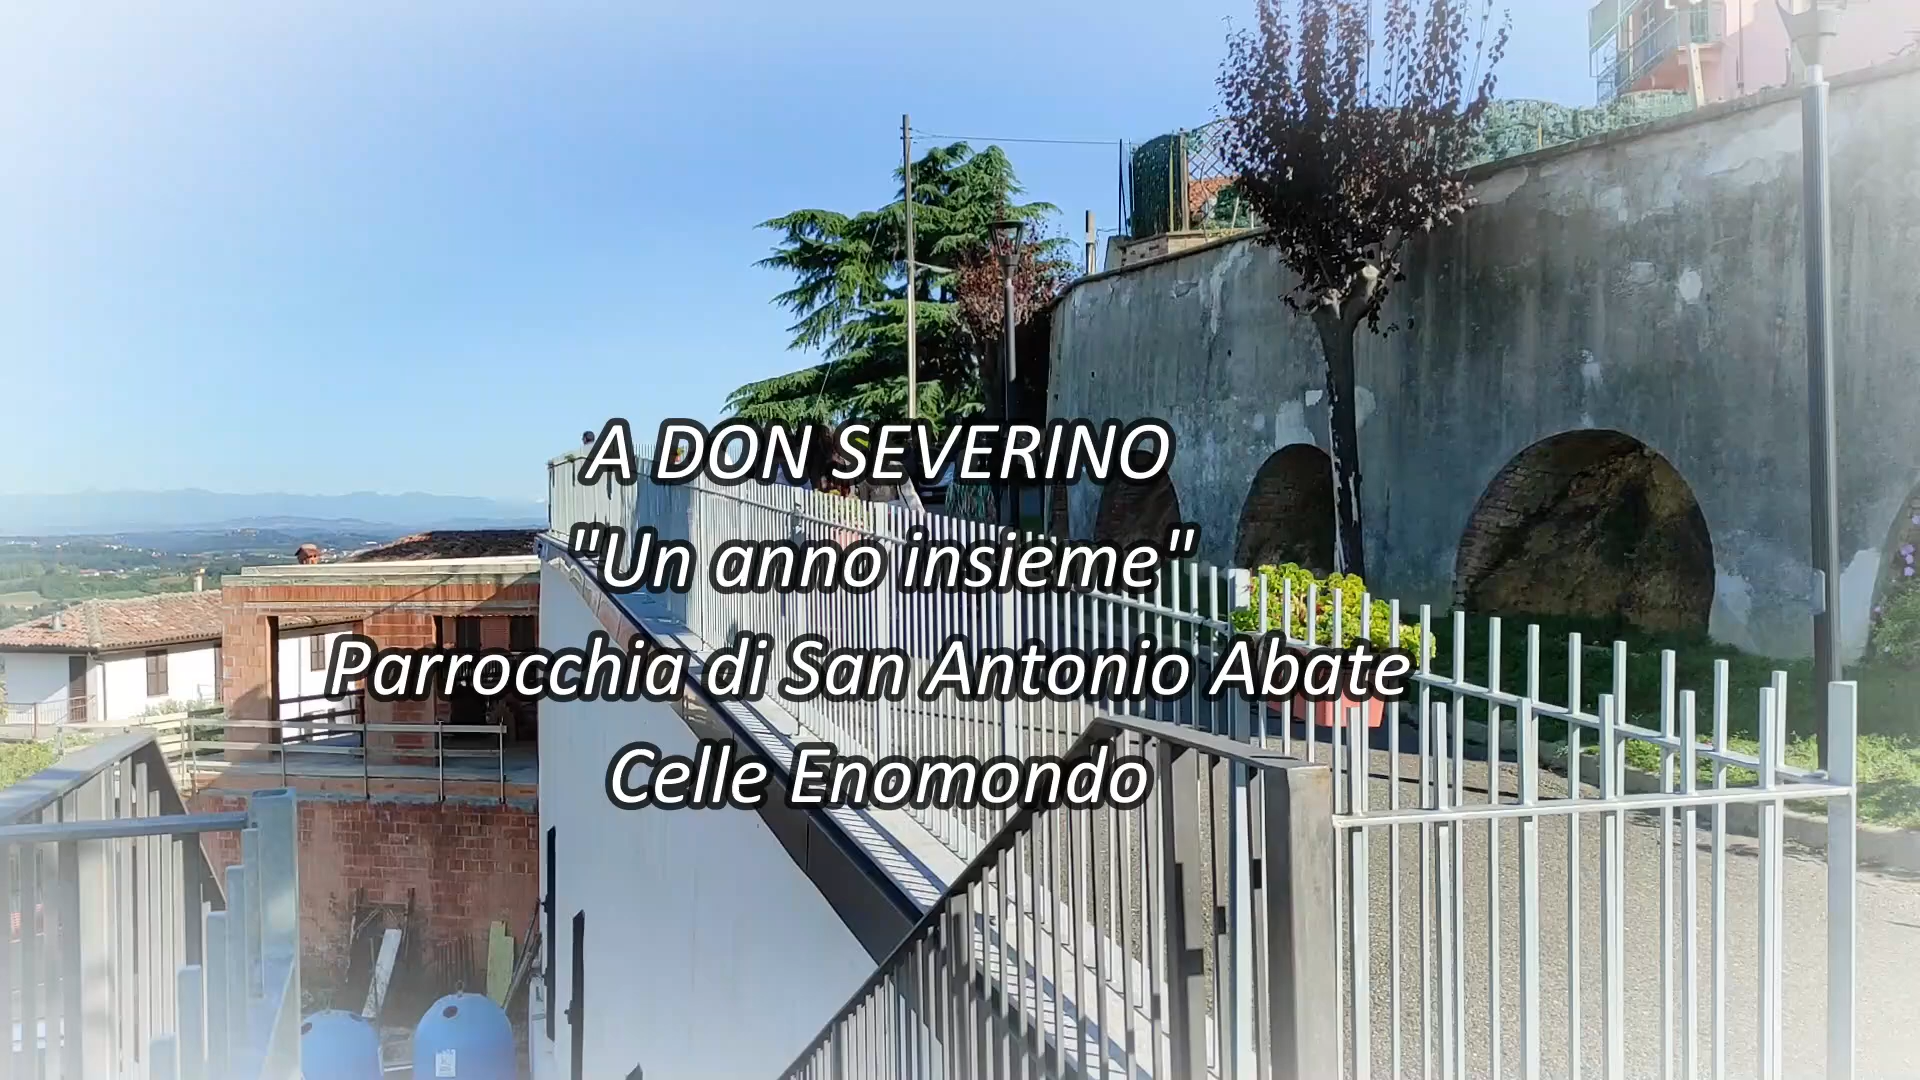 A DON SEVERINO
"Un anno insieme"
Parrocchia di San Antonio Abate
Celle Enomondo